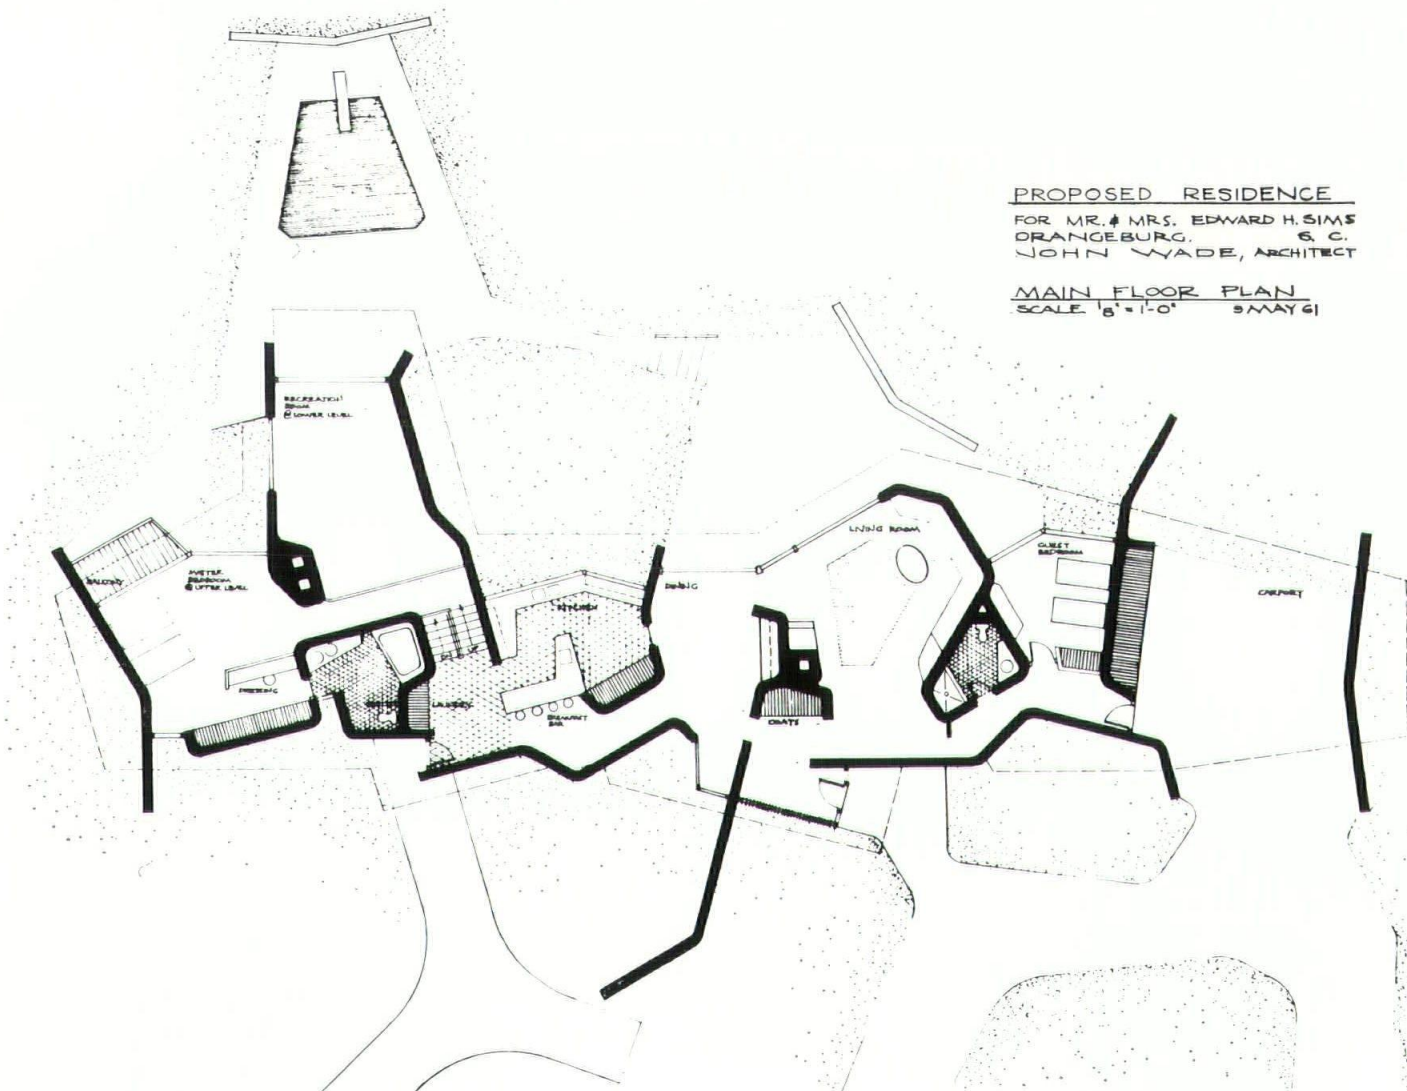 PROPOSED RESIDENCE
FOR MR. & MRS. EDWARD H. SIMS
ORANGEBURG. S. C.
JOHN WADE, ARCHITECT
MAIN FLOOR PLAN
SCALE 1/8" = 1'-0" 9 MAY 61
RECREATION
ROOM
@ LOWER LEVEL
LIVING ROOM
GUEST
BEDROOM
BALCONY
MASTER
BEDROOM
@ UPPER LEVEL
DINING
CARPORT
KITCHEN
DRESSING
LAUNDRY
BREAKFAST
BAR
COATS